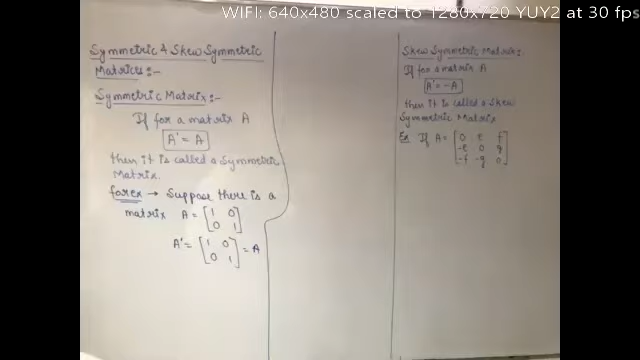 WIFI: 640x480 scaled to 1280x720 YUY2 at 30 fps
Symmetric & Skew Symmetric
Matrices:-
Symmetric Matrix:-
If for a matrix A
A' = A
then it is called a Symmetric
Matrix.
forex → Suppose there is a
matrix A = [1 0
0 1]
A' = [1 0
0 1] = A
Skew Symmetric Matrix:-
If for a matrix A
A' = -A
then it is called a Skew
Symmetric Matrix
Ex If A = [0 e f
-e 0 g
-f -g 0]